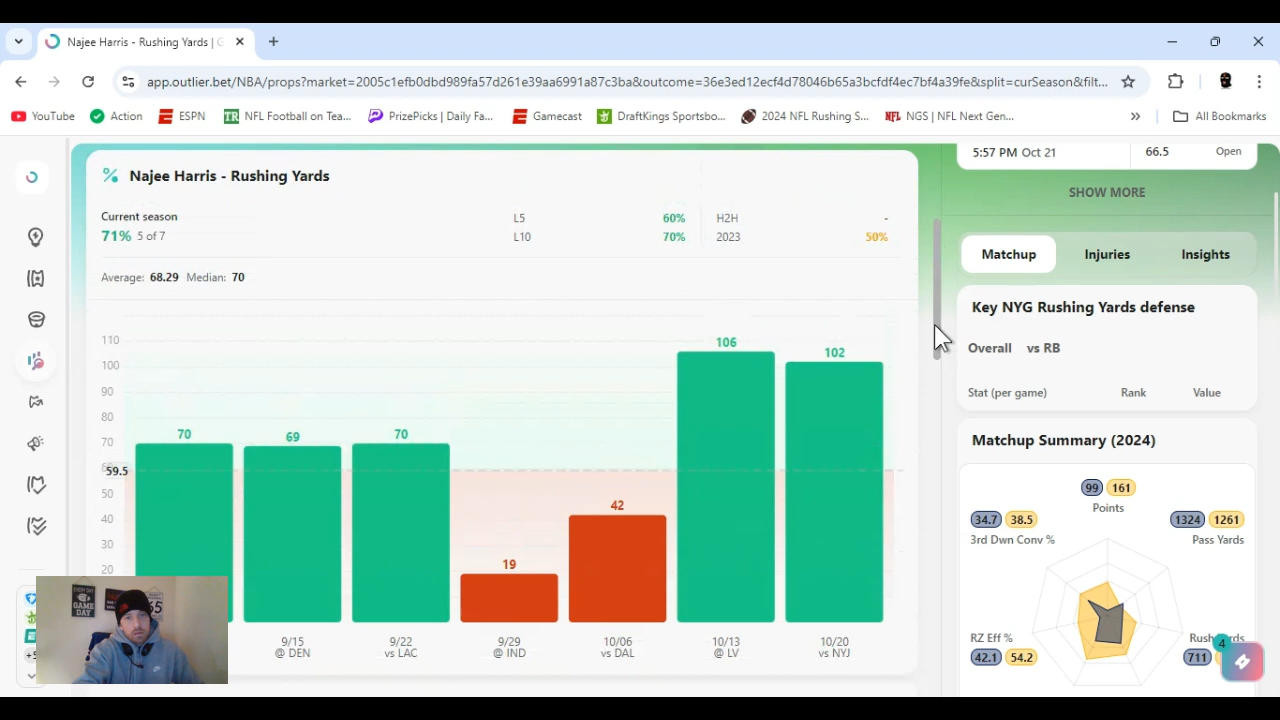 Najee Harris - Rushing Yards | G
app.outlier.bet/NBA/props?market=2005c1efb0dbd989fa57d261e39aa6991a87c3ba&outcome=36e3ed12ecf4d78046b65a3bcfdf4ec7bf4a39fe&split=curSeason&filt...
YouTube Action ESPN NFL Football on Tea... PrizePicks | Daily Fa... Gamecast DraftKings Sportsbo... 2024 NFL Rushing S... NGS | NFL Next Gen... » All Bookmarks
5:57 PM Oct 21 66.5 Open
SHOW MORE
Najee Harris - Rushing Yards
Current season
71% 5 of 7
L5 60% H2H -
L10 70% 2023 50%
Average: 68.29 Median: 70
110
100
90
80
70
59.5
50
40
30
20
70 69 70 19 42 106 102
9/15 9/22 9/29 10/06 10/13 10/20
@ DEN vs LAC @ IND vs DAL @ LV vs NYJ
Matchup Injuries Insights
Key NYG Rushing Yards defense
Overall vs RB
Stat (per game) Rank Value
Matchup Summary (2024)
99 161
Points
34.7 38.5
3rd Dwn Conv %
1324 1261
Pass Yards
RZ Eff %
42.1 54.2
711
4
GAME
DAY
65